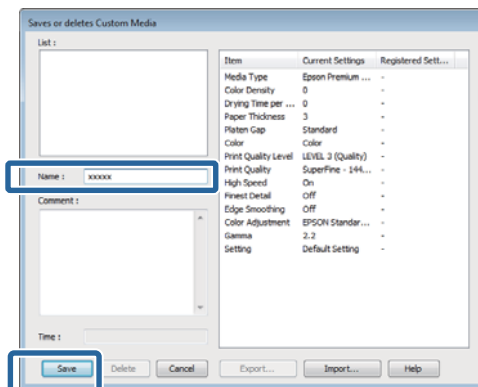 Saves or deletes Custom Media
List :
Name : xxxxx
Comment :
Time :
Item Current Settings Registered Sett...
Media Type Epson Premium ... -
Color Density 0 -
Drying Time per ... 0 -
Paper Thickness 3 -
Platen Gap Standard -
Color Color -
Print Quality Level LEVEL 3 (Quality) -
Print Quality SuperFine - 144... -
High Speed On -
Finest Detail Off -
Edge Smoothing Off -
Color Adjustment EPSON Standar... -
Gamma 2.2 -
Setting Default Setting -
Save Delete Cancel Export... Import... Help